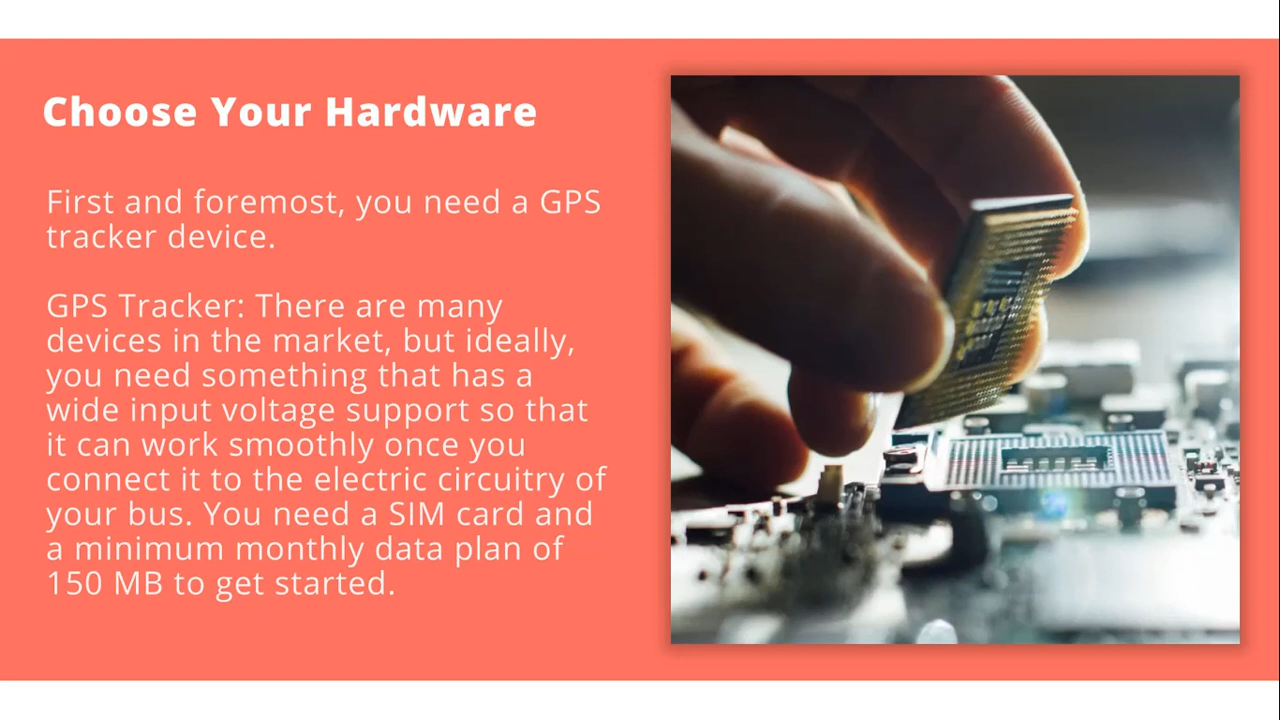 Choose Your Hardware
First and foremost, you need a GPS
tracker device.
GPS Tracker: There are many
devices in the market, but ideally,
you need something that has a
wide input voltage support so that
it can work smoothly once you
connect it to the electric circuitry of
your bus. You need a SIM card and
a minimum monthly data plan of
150 MB to get started.